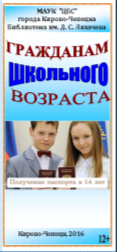 МАУК "ЦБС"
города Кирово-Чепецка
Библиотека им. Д. С. Лихачева
ГРАЖДАНАМ
ШКОЛЬНОГО
ВОЗРАСТА
Получение паспорта в 14 лет
Кирово-Чепецк, 2016
12+